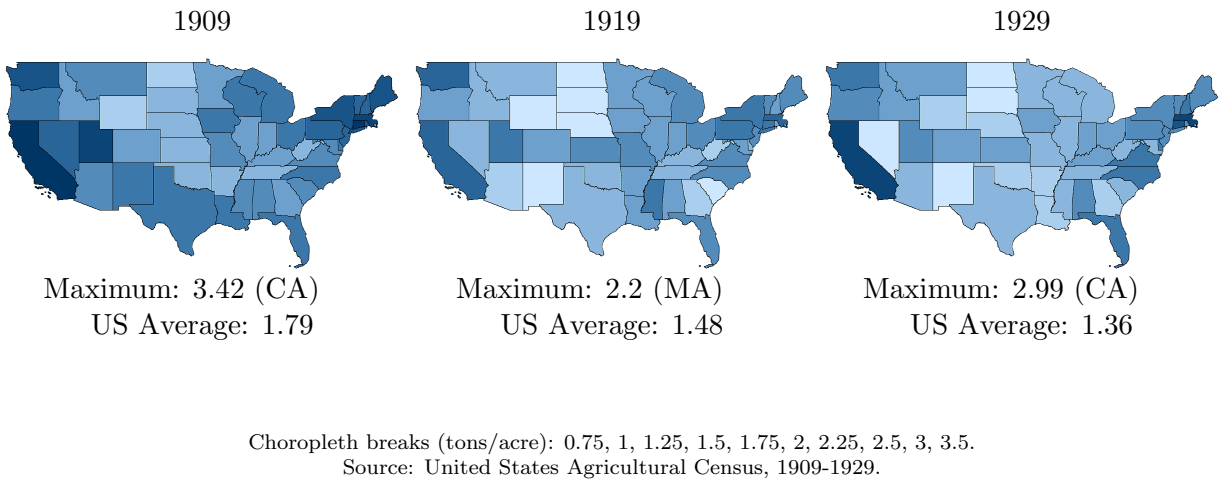 1909
1919
1929
Maximum: 3.42 (CA)
US Average: 1.79
Maximum: 2.2 (MA)
US Average: 1.48
Maximum: 2.99 (CA)
US Average: 1.36
Choropleth breaks (tons/acre): 0.75, 1, 1.25, 1.5, 1.75, 2, 2.25, 2.5, 3, 3.5.
Source: United States Agricultural Census, 1909-1929.